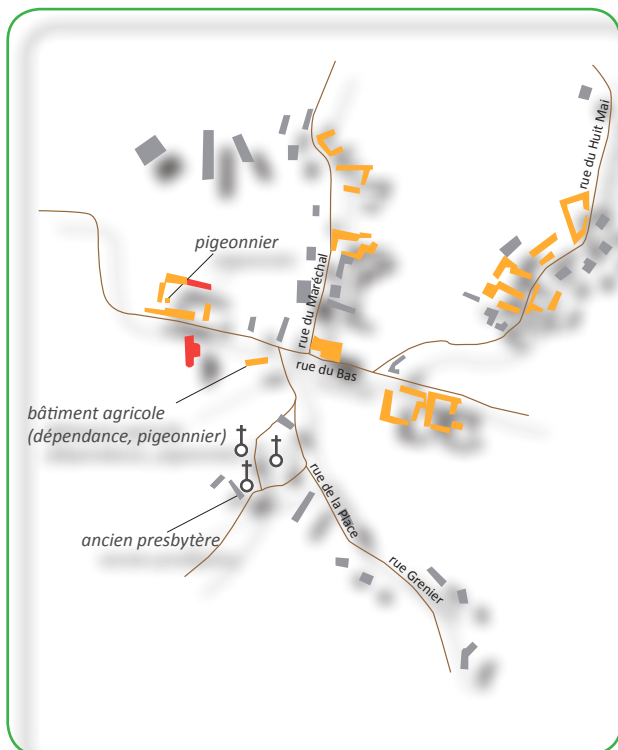 rue du Huit Mai
pigeonnier
rue du Maréchal
rue du Bas
bâtiment agricole
(dépendance, pigeonnier)
rue de la Place
ancien presbytère
rue Grenier